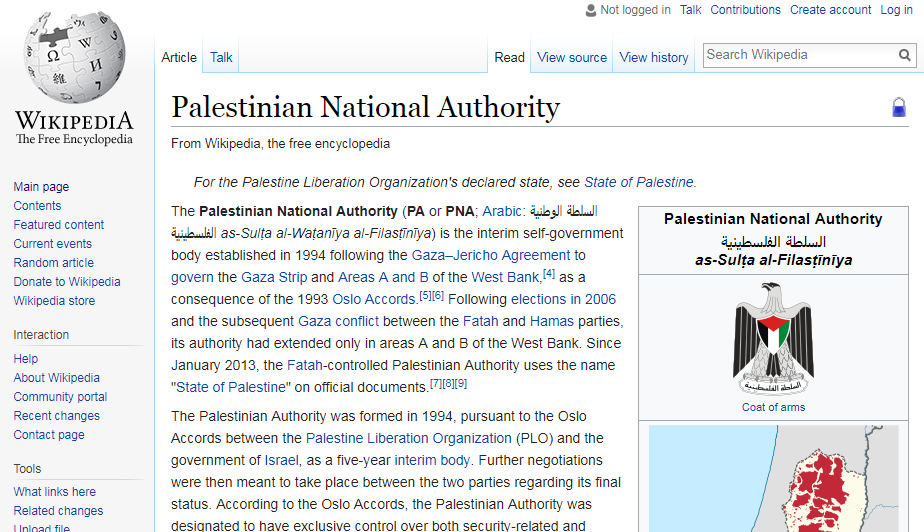 Not logged in Talk Contributions Create account Log in
Article Talk Read View source View history Search Wikipedia
WIKIPEDIA
The Free Encyclopedia
Palestinian National Authority
From Wikipedia, the free encyclopedia
For the Palestine Liberation Organization's declared state, see State of Palestine.
The Palestinian National Authority (PA or PNA; Arabic: السلطة الوطنية
الفلسطينية as-Sulṭa al-Waṭanīya al-Filasṭīnīya) is the interim self-government
body established in 1994 following the Gaza–Jericho Agreement to
govern the Gaza Strip and Areas A and B of the West Bank,[4] as a
consequence of the 1993 Oslo Accords.[5][6] Following elections in 2006
and the subsequent Gaza conflict between the Fatah and Hamas parties,
its authority had extended only in areas A and B of the West Bank. Since
January 2013, the Fatah-controlled Palestinian Authority uses the name
"State of Palestine" on official documents.[7][8][9]
The Palestinian Authority was formed in 1994, pursuant to the Oslo
Accords between the Palestine Liberation Organization (PLO) and the
government of Israel, as a five-year interim body. Further negotiations
were then meant to take place between the two parties regarding its final
status. According to the Oslo Accords, the Palestinian Authority was
designated to have exclusive control over both security-related and
Palestinian National Authority
السلطة الفلسطينية
as-Sulṭa al-Filasṭīnīya
السلطة الفلسطينية
Coat of arms
Main page
Contents
Featured content
Current events
Random article
Donate to Wikipedia
Wikipedia store
Interaction
Help
About Wikipedia
Community portal
Recent changes
Contact page
Tools
What links here
Related changes
Upload file